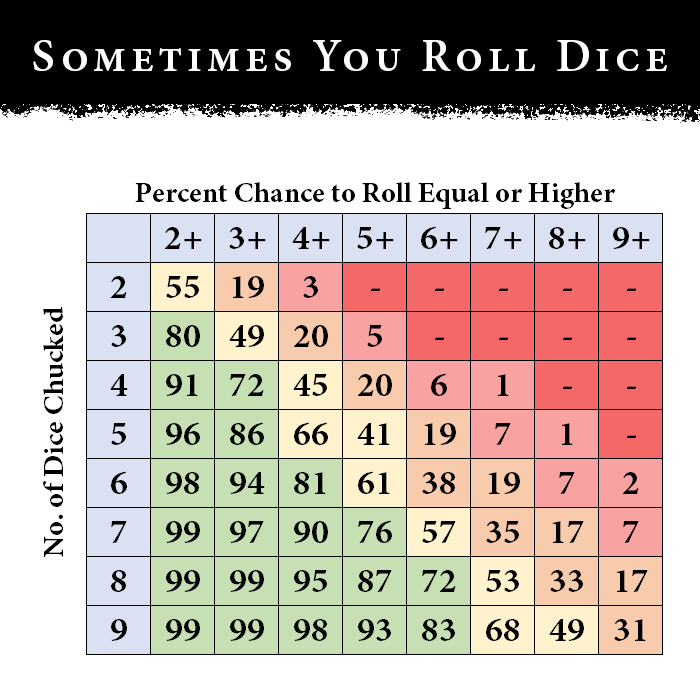 Sometimes You Roll Dice
Percent Chance to Roll Equal or Higher
No. of Dice Chucked
2+ 3+ 4+ 5+ 6+ 7+ 8+ 9+
2 55 19 3 - - - - -
3 80 49 20 5 - - - -
4 91 72 45 20 6 1 - -
5 96 86 66 41 19 7 1 -
6 98 94 81 61 38 19 7 2
7 99 97 90 76 57 35 17 7
8 99 99 95 87 72 53 33 17
9 99 99 98 93 83 68 49 31